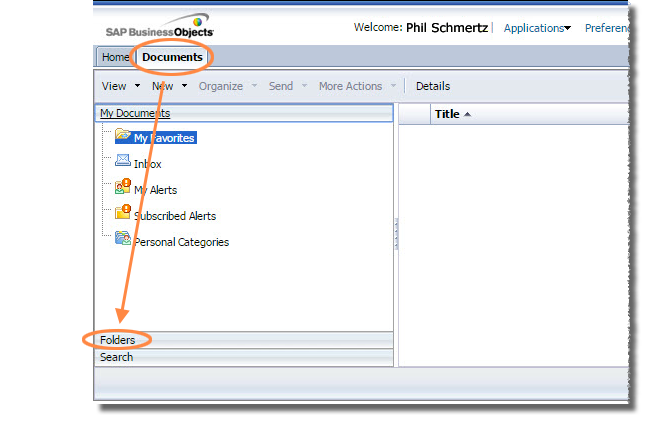 SAP BusinessObjects
Welcome: Phil Schmertz | Applications
Home Documents
View New Organize Send More Actions Details
My Documents
Title
My Favorites
Inbox
My Alerts
Subscribed Alerts
Personal Categories
Folders
Search